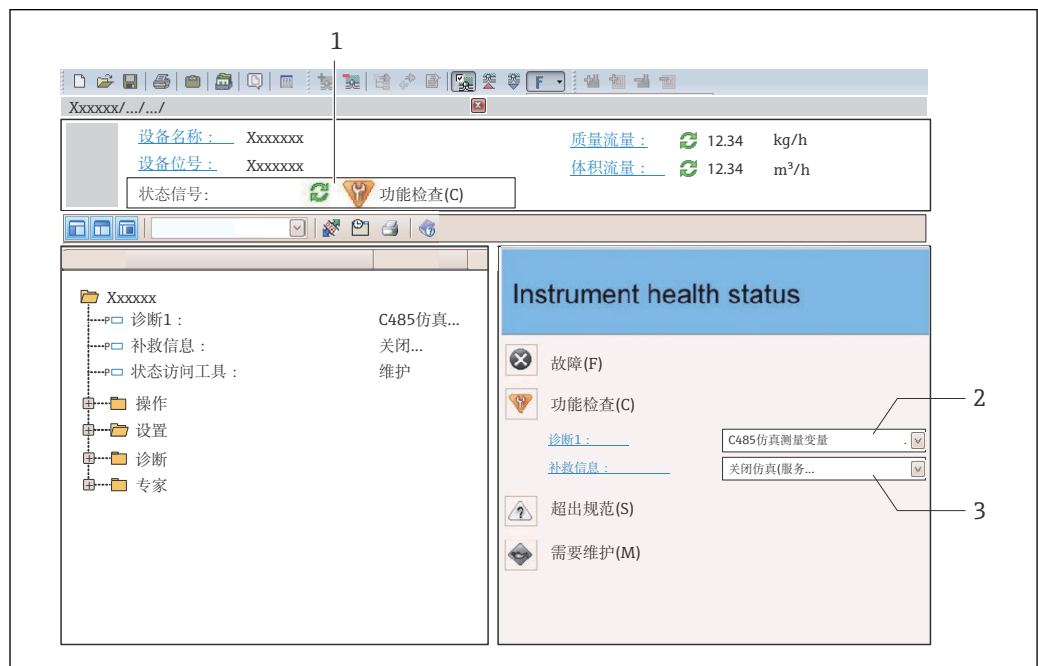 1
F
Xxxxxx/.../.../
设备名称： Xxxxxxx 质量流量： 12.34 kg/h
设备位号： Xxxxxxx 体积流量： 12.34 m³/h
状态信号: 功能检查(C)
Xxxxxx
诊断1： C485仿真...
补救信息： 关闭...
状态访问工具： 维护
操作
设置
诊断
专家
Instrument health status
故障(F)
功能检查(C)
诊断1： C485仿真测量变量 .
2
补救信息： 关闭仿真(服务...
3
超出规范(S)
需要维护(M)